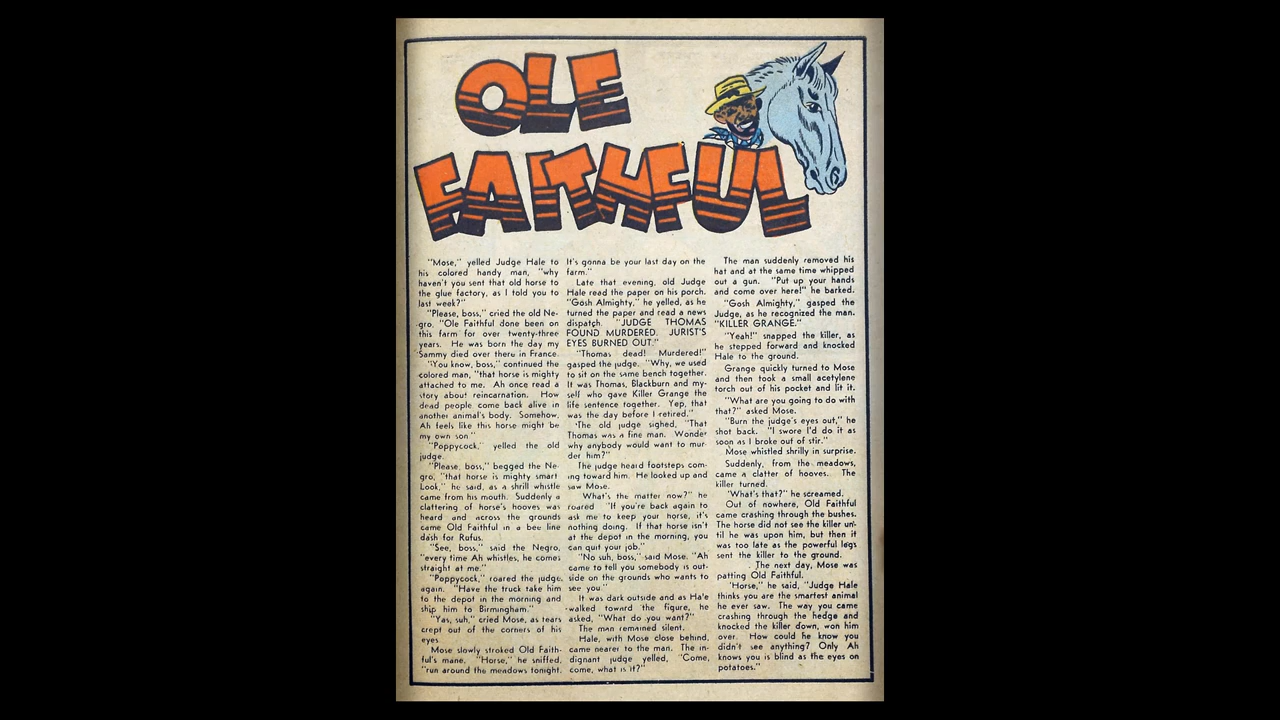 OLE
FAITHFUL
"Mose," yelled Judge Hale to
his colored handy man, "why
haven't you sent that old horse to
the glue factory, as I told you to
last week?"
"Please, boss," cried the old Ne-
gro, "Ole Faithful done been on
this farm for over twenty-three
years. He was born the day my
Sammy died over there in France.
"You know, boss," continued the
colored man, "that horse is mighty
attached to me. Ah once read a
story about reincarnation. How
dead people come back alive in
another animal's body. Somehow,
Ah feels like this horse might be
my own son."
"Poppycock," yelled the old
judge.
"Please, boss," begged the Ne-
gro, "that horse is mighty smart
Look," he said, as a shrill whistle
came from his mouth. Suddenly a
clattering of horse's hooves was
heard and across the grounds
came Old Faithful in a bee line
dash for Rufus.
"See, boss," said the Negro,
"every time Ah whistles, he comes
straight at me."
"Poppycock," roared the judge,
again. "Have the truck take him
to the depot in the morning and
ship him to Birmingham."
"Yas, suh," cried Mose, as tears
crept out of the corners of his
eyes.
Mose slowly stroked Old Faith-
ful's mane. "Horse," he sniffed,
"run around the meadows tonight.
It's gonna be your last day on the
farm."
Late that evening, old Judge
Hale read the paper on his porch.
"Gosh Almighty," he yelled, as he
turned the paper and read a news
dispatch. "JUDGE THOMAS
FOUND MURDERED. JURIST'S
EYES BURNED OUT."
"Thomas dead! Murdered!"
gasped the judge. "Why, we used
to sit on the same bench together.
It was Thomas, Blackburn and my-
self who gave Killer Grange the
life sentence together. Yep, that
was the day before I retired."
The old judge sighed, "That
Thomas was a fine man. Wonder
why anybody would want to mur-
der him?"
The judge heard footsteps com-
ing toward him. He looked up and
saw Mose.
What's the matter now?" he
roared "If you're back again to
ask me to keep your horse, it's
nothing doing. If that horse isn't
at the depot in the morning, you
can quit your job."
"No suh, boss," said Mose. "Ah
came to tell you somebody is out-
side on the grounds who wants to
see you."
It was dark outside and as Hale
walked toward the figure, he
asked, "What do you want?"
The man remained silent.
Hale, with Mose close behind,
came nearer to the man. The in-
dignant judge yelled, "Come,
come, what is it?"
The man suddenly removed his
hat and at the same time whipped
out a gun. "Put up your hands
and come over here!" he barked.
"Gosh Almighty," gasped the
Judge, as he recognized the man.
"KILLER GRANGE."
"Yeah!" snapped the killer, as
he stepped forward and knocked
Hale to the ground.
Grange quickly turned to Mose
and then took a small acetylene
torch out of his pocket and lit it.
"What are you going to do with
that?" asked Mose.
"Burn the judge's eyes out," he
shot back. "I swore I'd do it as
soon as I broke out of stir."
Mose whistled shrilly in surprise.
Suddenly, from the meadows,
came a clatter of hooves. The
killer turned.
'What's that?" he screamed.
Out of nowhere, Old Faithful
came crashing through the bushes.
The horse did not see the killer un-
til he was upon him, but then it
was too late as the powerful legs
sent the killer to the ground.
The next day, Mose was
patting Old Faithful.
"Horse," he said, "Judge Hale
thinks you are the smartest animal
he ever saw. The way you came
crashing through the hedge and
knocked the killer down, won him
over. How could he know you
didn't see anything? Only Ah
knows you is blind as the eyes on
potatoes."